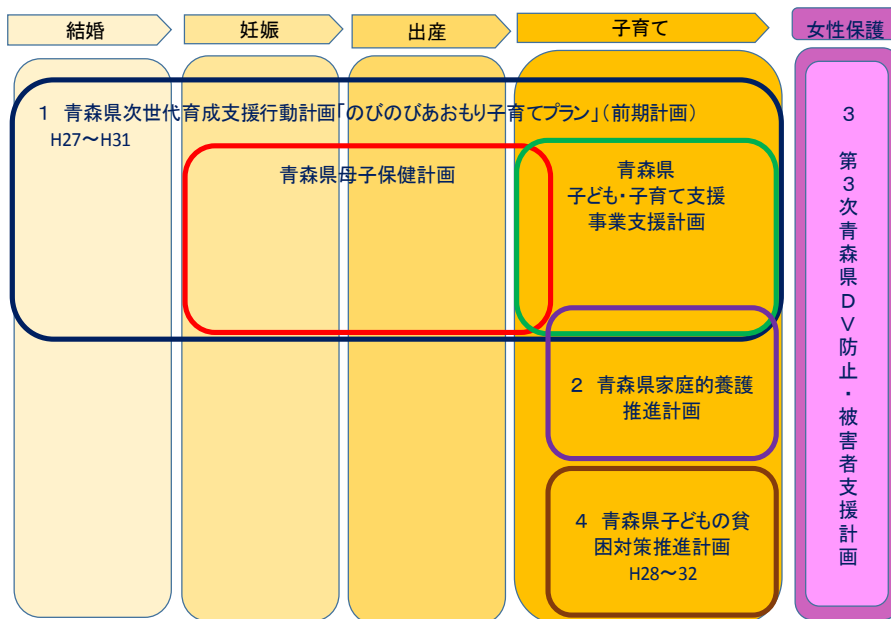 結婚
妊娠
出産
子育て
女性保護
1　青森県次世代育成支援行動計画「のびのびあおもり子育てプラン」（前期計画）
H27～H31
青森県母子保健計画
青森県
子ども・子育て支援
事業支援計画
2　青森県家庭的養護
推進計画
4　青森県子どもの貧
困対策推進計画
H28～32
3　第3次青森県DV防止・被害者支援計画